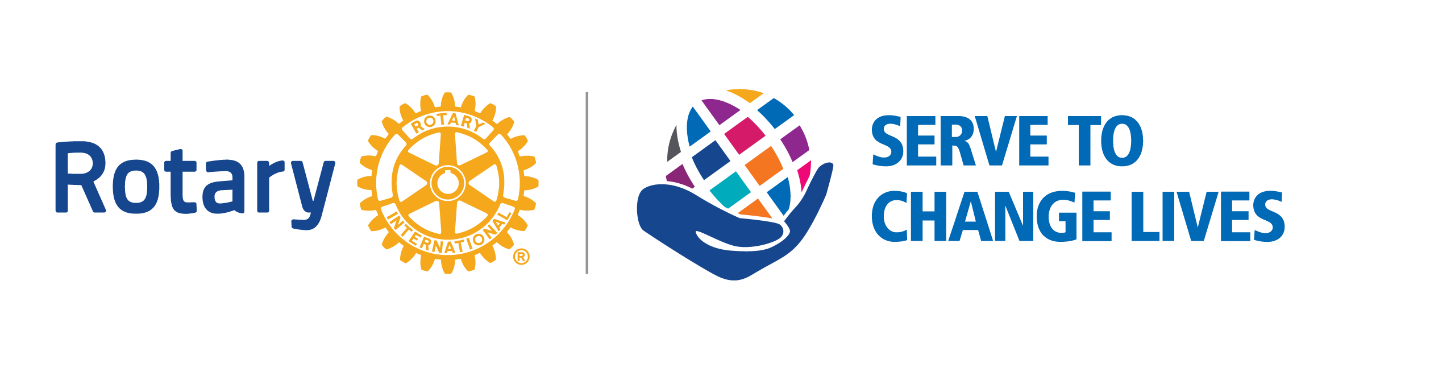 Rotary
ROTARY
INTERNATIONAL
®
SERVE TO
CHANGE LIVES